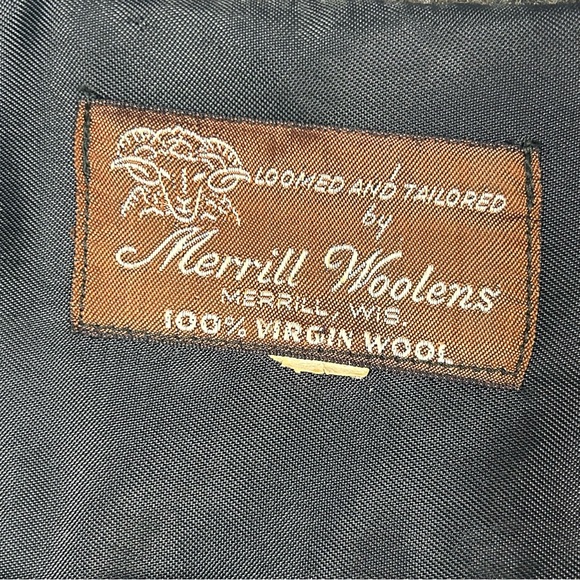 LOOMED AND TAILORED
by
Merrill Woolens
MERRILL, WIS.
100% VIRGIN WOOL